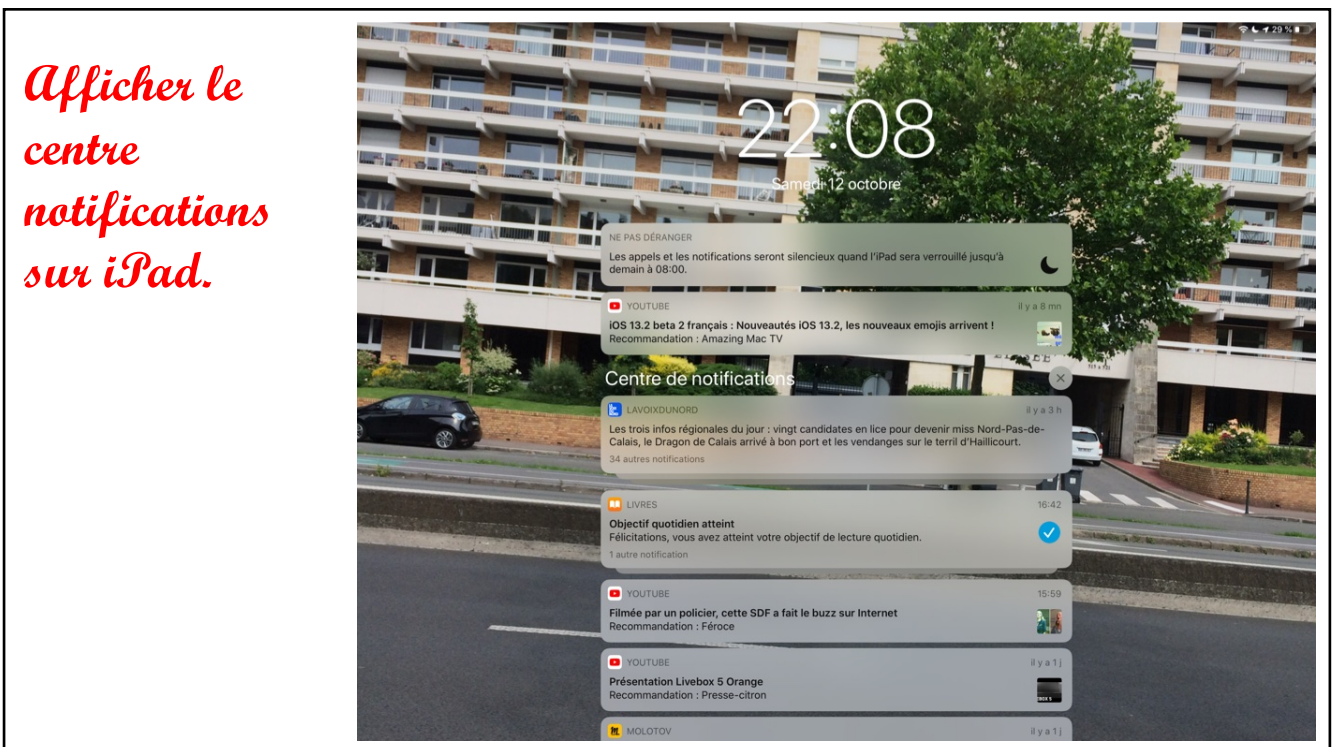 Afficher le
centre
notifications
sur iPad.
29 %
22:08
Samedi 12 octobre
NE PAS DÉRANGER
Les appels et les notifications seront silencieux quand l'iPad sera verrouillé jusqu'à
demain à 08:00.
YOUTUBE il y a 8 mn
iOS 13.2 beta 2 français : Nouveautés iOS 13.2, les nouveaux emojis arrivent !
Recommandation : Amazing Mac TV
Centre de notifications
LAVOIXDUNORD il y a 3 h
Les trois infos régionales du jour : vingt candidates en lice pour devenir miss Nord-Pas-de-
Calais, le Dragon de Calais arrivé à bon port et les vendanges sur le terril d'Haillicourt.
34 autres notifications
LIVRES 16:42
Objectif quotidien atteint
Félicitations, vous avez atteint votre objectif de lecture quotidien.
1 autre notification
YOUTUBE 15:59
Filmée par un policier, cette SDF a fait le buzz sur Internet
Recommandation : Féroce
YOUTUBE il y a 1 j
Présentation Livebox 5 Orange
Recommandation : Presse-citron
MOLOTOV il y a 1 j